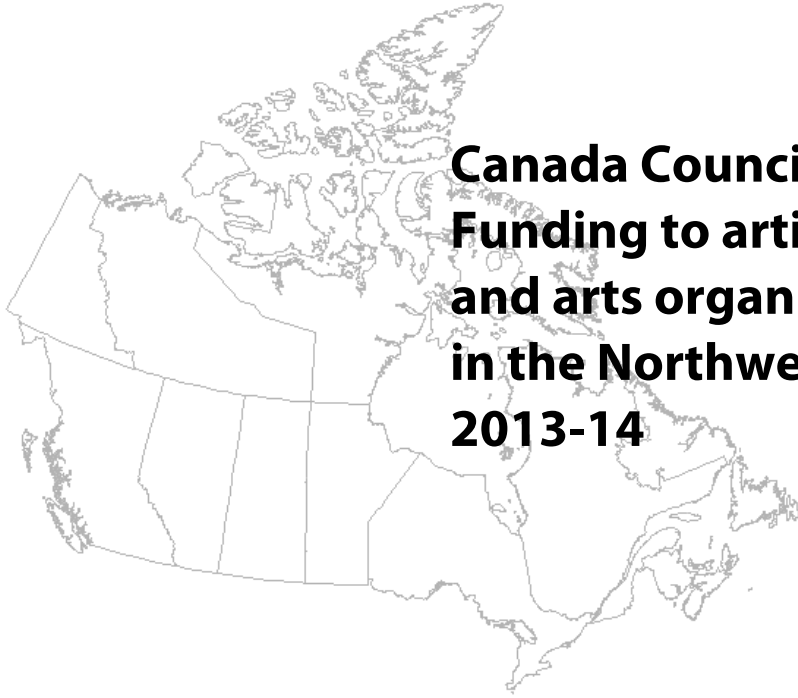 Canada Counci
Funding to arti
and arts organ
in the Northwe
2013-14